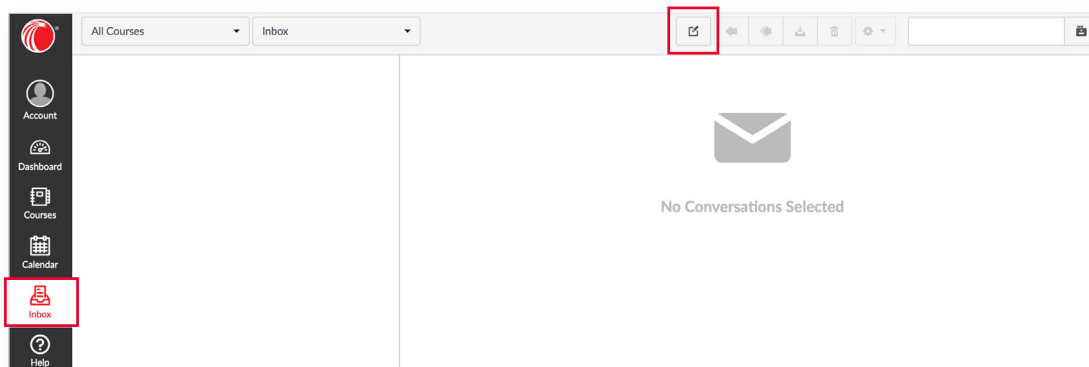 All Courses
Inbox
Account
Dashboard
Courses
Calendar
Inbox
Help
No Conversations Selected